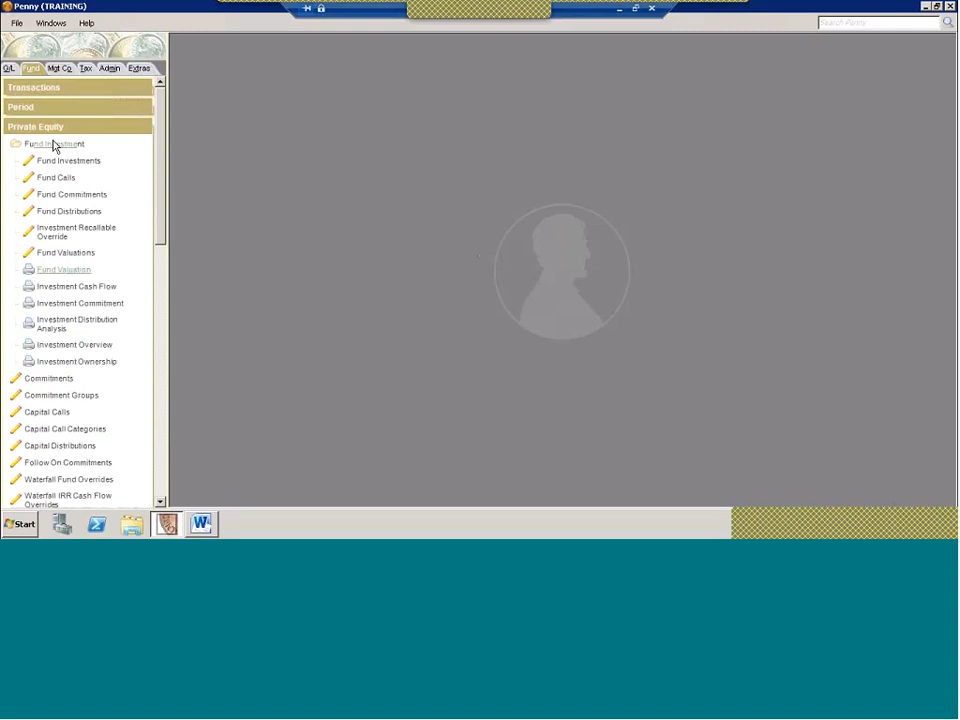 Penny (TRAINING)
File Windows Help
Search Penny
G/L Fund Mgt Co Tax Admin Extras
Transactions
Period
Private Equity
Fund Investment
Fund Investments
Fund Calls
Fund Commitments
Fund Distributions
Investment Recallable
Override
Fund Valuations
Fund Valuation
Investment Cash Flow
Investment Commitment
Investment Distribution
Analysis
Investment Overview
Investment Ownership
Commitments
Commitment Groups
Capital Calls
Capital Call Categories
Capital Distributions
Follow On Commitments
Waterfall Fund Overrides
Waterfall IRR Cash Flow
Overrides
Start
W